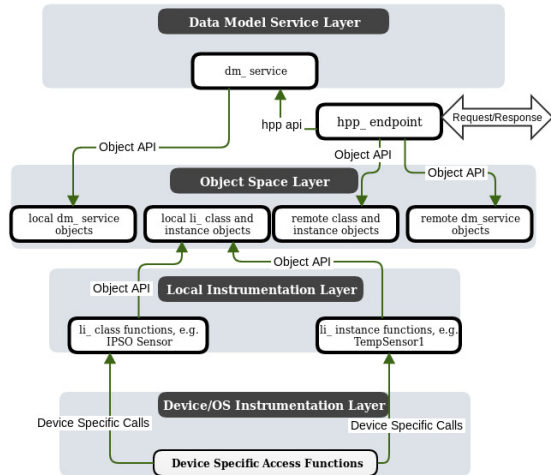 Data Model Service Layer
dm_ service
hpp api
hpp_ endpoint
Request/Response
Object API
Object API
Object API
Object Space Layer
local dm_ service
objects
local li_ class and
instance objects
remote class and
instance objects
remote dm_service
objects
Object API
Object API
Local Instrumentation Layer
li_ class functions, e.g.
IPSO Sensor
li_ instance functions, e.g.
TempSensor1
Device/OS Instrumentation Layer
Device Specific Calls
Device Specific Calls
Device Specific Access Functions